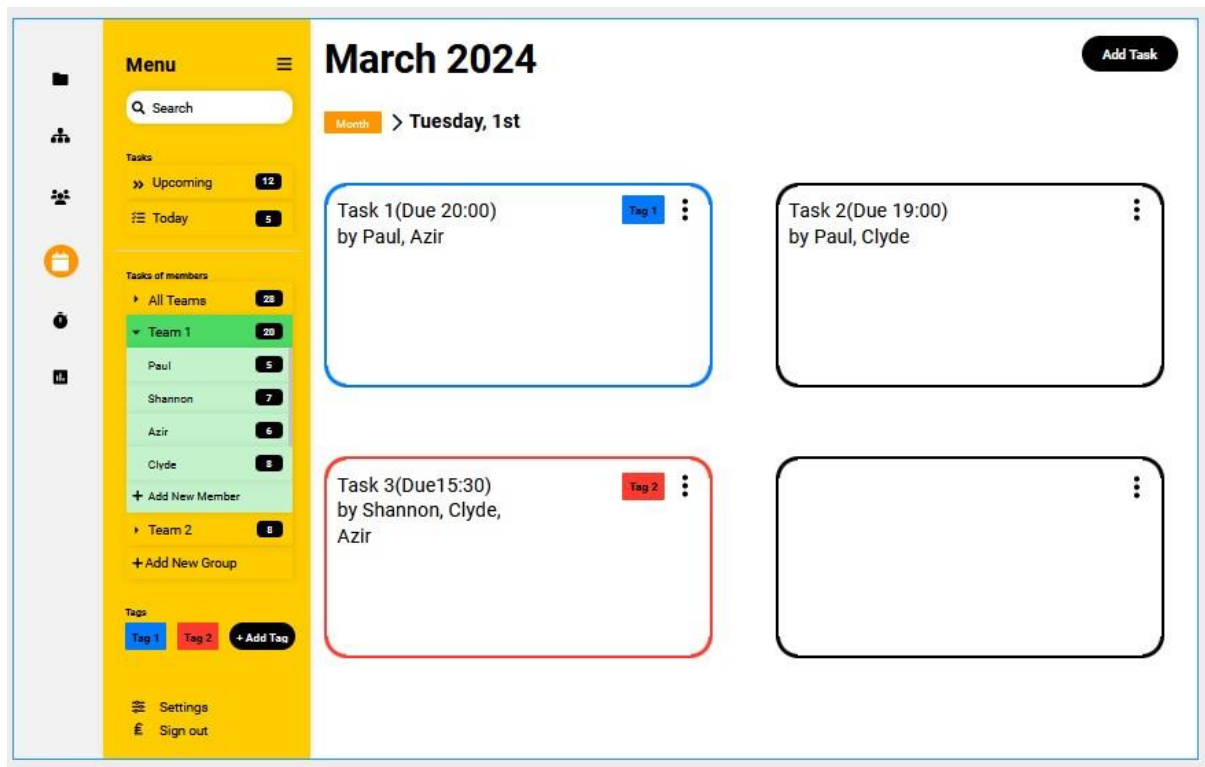 Menu
Search
Tasks
Upcoming 12
Today 5
Tasks of members
All Teams 28
Team 1 20
Paul 5
Shannon 7
Azir 6
Clyde 8
+ Add New Member
Team 2 8
+ Add New Group
Tags
Tag 1 Tag 2 + Add Tag
Settings
£ Sign out
March 2024
Add Task
Month > Tuesday, 1st
Task 1(Due 20:00) Tag 1
by Paul, Azir
Task 2(Due 19:00)
by Paul, Clyde
Task 3(Due15:30) Tag 2
by Shannon, Clyde,
Azir